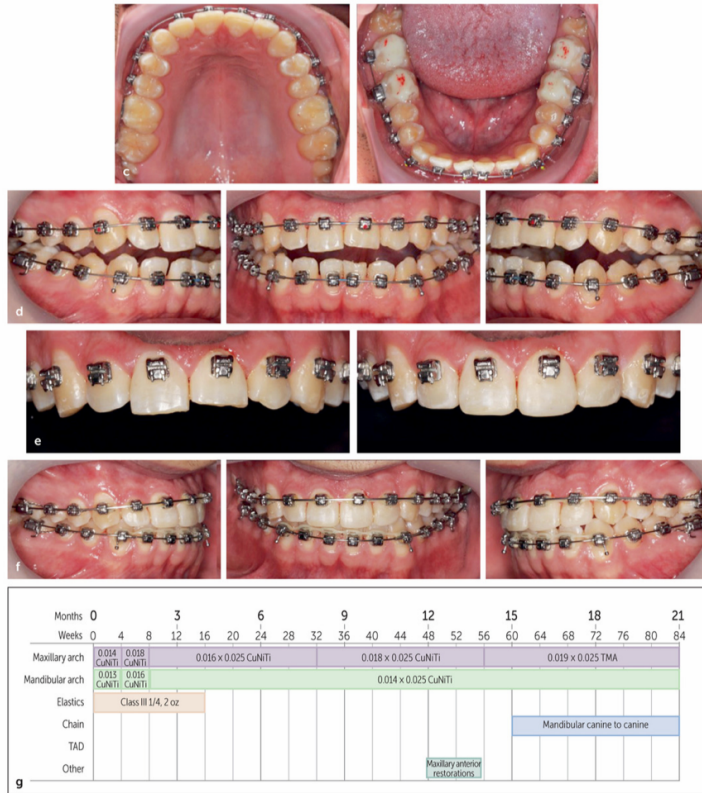 c
d
e
f
Months 0 3 6 9 12 15 18 21
Weeks 0 4 8 12 16 20 24 28 32 36 40 44 48 52 56 60 64 68 72 76 80 84
Maxillary arch 0.014 CuNiTi 0.018 CuNiTi 0.016 x 0.025 CuNiTi 0.018 x 0.025 CuNiTi 0.019 x 0.025 TMA
Mandibular arch 0.013 CuNiTi 0.016 CuNiTi 0.014 x 0.025 CuNiTi
Elastics Class III 1/4, 2 oz
Chain Mandibular canine to canine
TAD
Other Maxillary anterior restorations
g